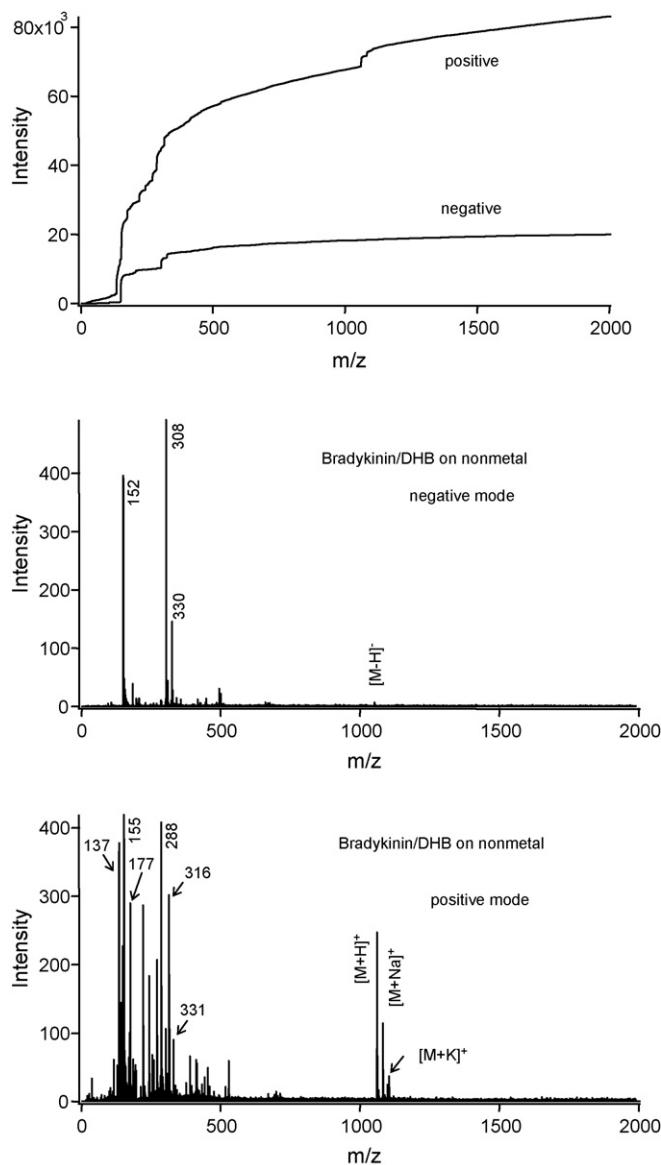 80x10³
60
40
20
0
Intensity
positive
negative
0
500
1000
1500
2000
m/z
400
300
200
100
0
Intensity
152
308
330
Bradykinin/DHB on nonmetal
negative mode
[M-H]⁻
0
500
1000
1500
2000
m/z
400
300
200
100
0
Intensity
137
155
177
288
316
331
Bradykinin/DHB on nonmetal
positive mode
[M+H]⁺
[M+Na]⁺
[M+K]⁺
0
500
1000
1500
2000
m/z